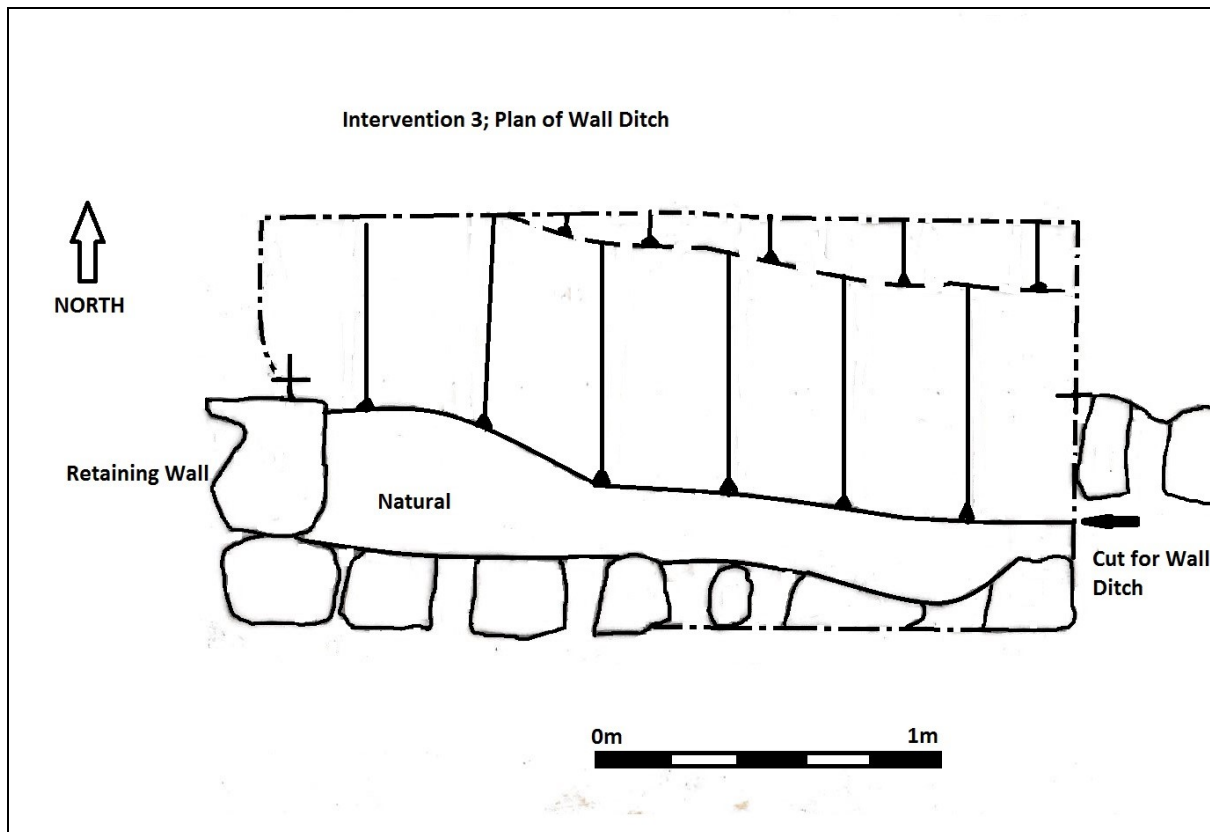 Intervention 3; Plan of Wall Ditch
NORTH
Retaining Wall
Natural
Cut for Wall
Ditch
0m 1m